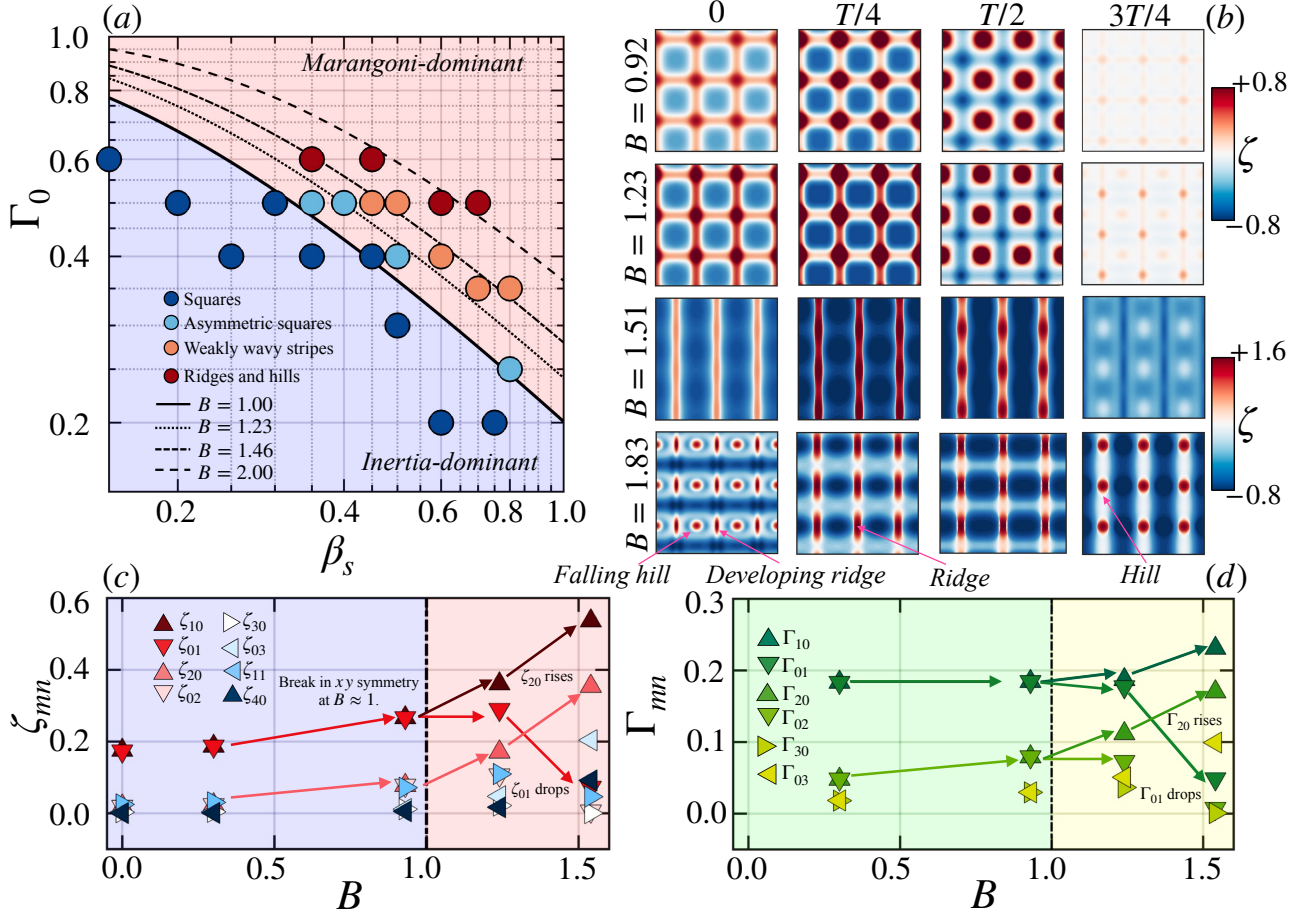 (a)
1.0
0.8
0.6
0.4
0.2
Γ₀
Marangoni-dominant
Squares
Asymmetric squares
Weakly wavy stripes
Ridges and hills
B = 1.00
B = 1.23
B = 1.46
B = 2.00
Inertia-dominant
0.2 0.4 0.6 1.0
βₛ
0 T/4 T/2 3T/4 (b)
B = 0.92
B = 1.23
B = 1.51
B = 1.83
+0.8
ζ
−0.8
+1.6
ζ
−0.8
Falling hill Developing ridge Ridge Hill
(c)
0.6
0.4
0.2
0.0
ζₘₙ
ζ₁₀
ζ₀₁
ζ₂₀
ζ₀₂
ζ₃₀
ζ₀₃
ζ₁₁
ζ₄₀
Break in xy symmetry
at B ≈ 1.
ζ₂₀ rises
ζ₀₁ drops
0.0 0.5 1.0 1.5
B
(d)
0.3
0.2
0.1
0.0
Γₘₙ
Γ₁₀
Γ₀₁
Γ₂₀
Γ₀₂
Γ₃₀
Γ₀₃
Γ₂₀ rises
Γ₀₁ drops
0.0 0.5 1.0 1.5
B